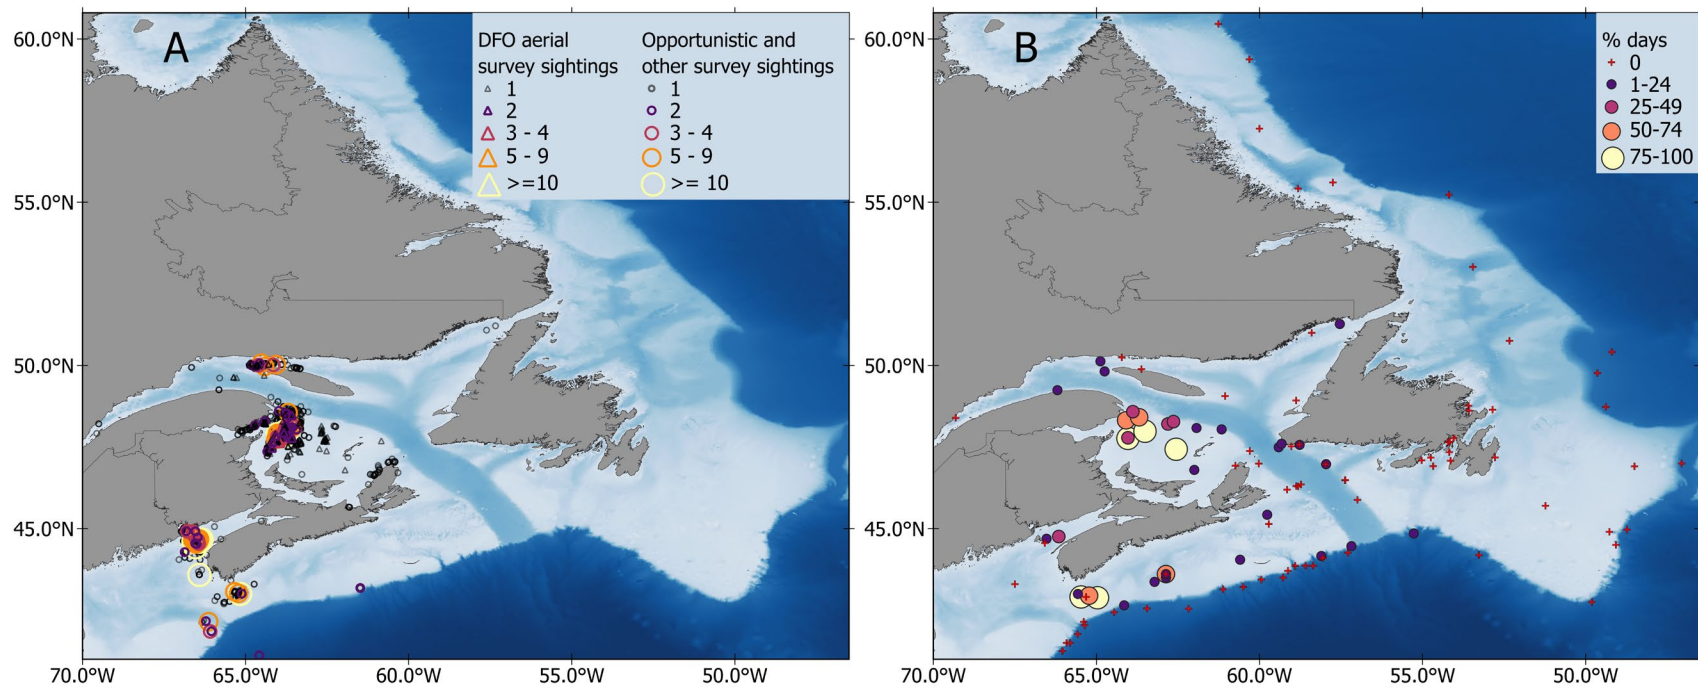 A
DFO aerial
survey sightings
1
2
3 - 4
5 - 9
>=10
Opportunistic and
other survey sightings
1
2
3 - 4
5 - 9
>= 10
60.0°N
55.0°N
50.0°N
45.0°N
70.0°W
65.0°W
60.0°W
55.0°W
50.0°W
B
% days
0
1-24
25-49
50-74
75-100
60.0°N
55.0°N
50.0°N
45.0°N
70.0°W
65.0°W
60.0°W
55.0°W
50.0°W